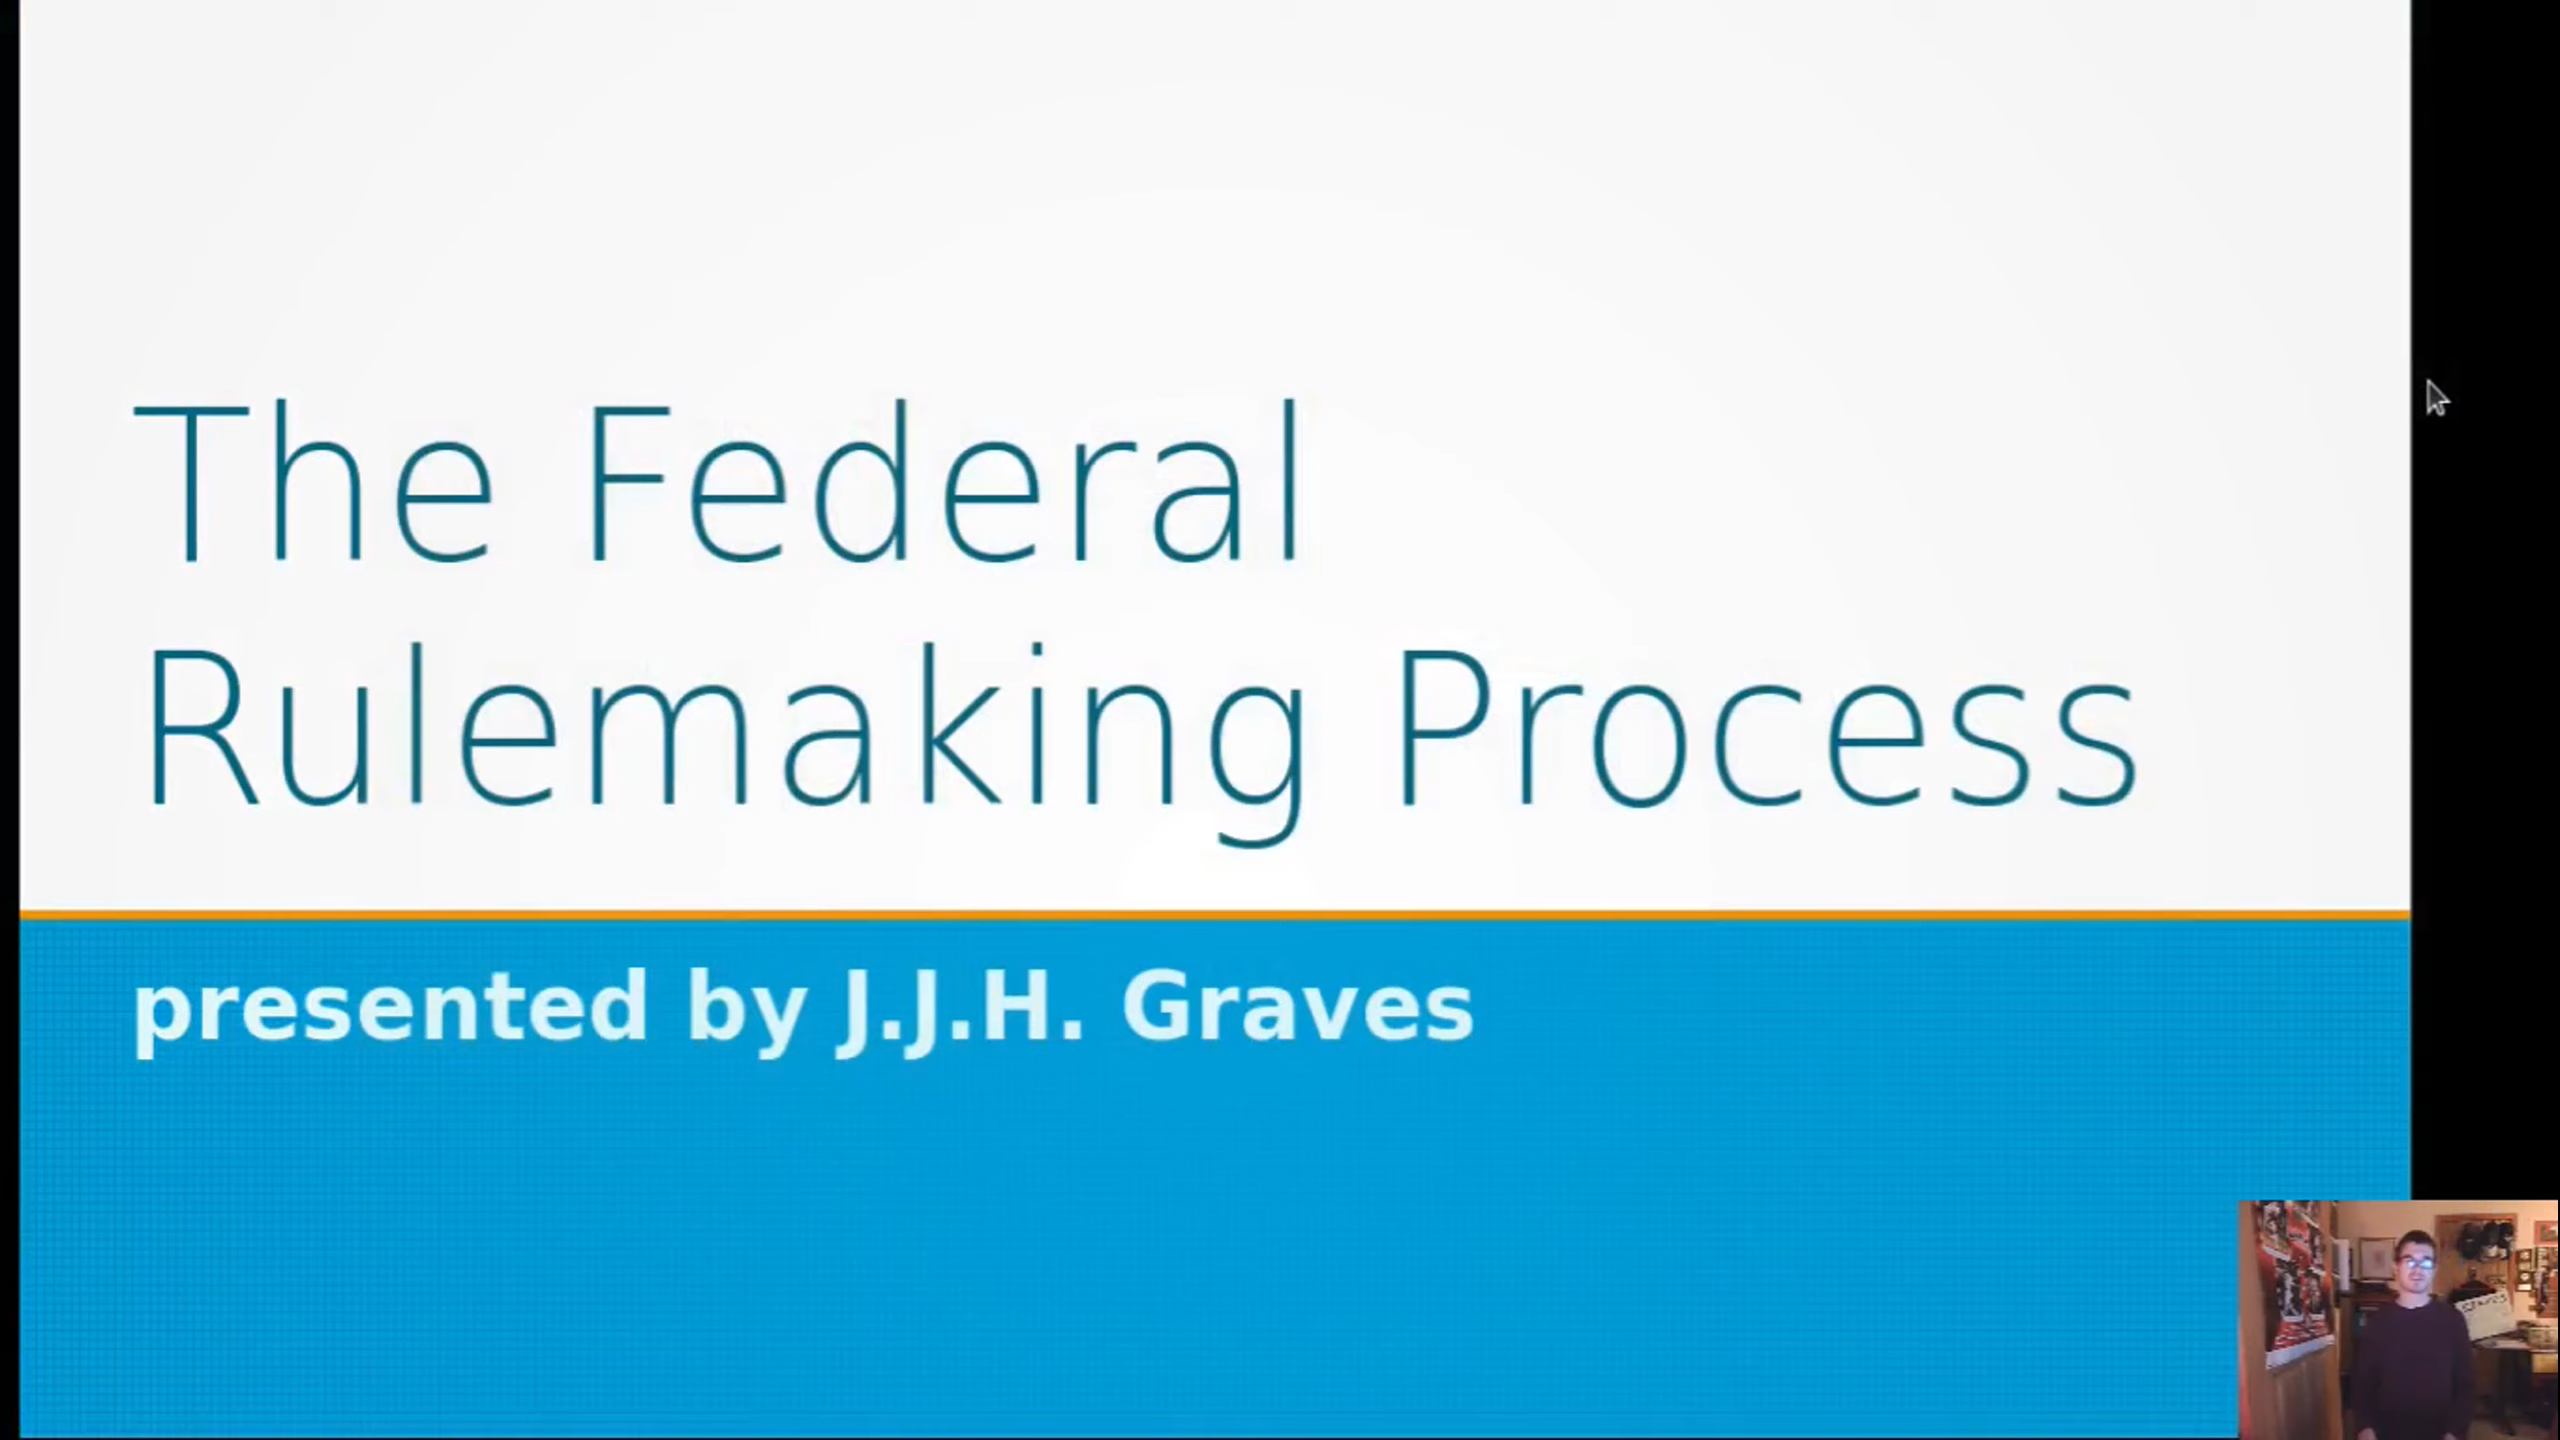 The Federal
Rulemaking Process
presented by J.J.H. Graves